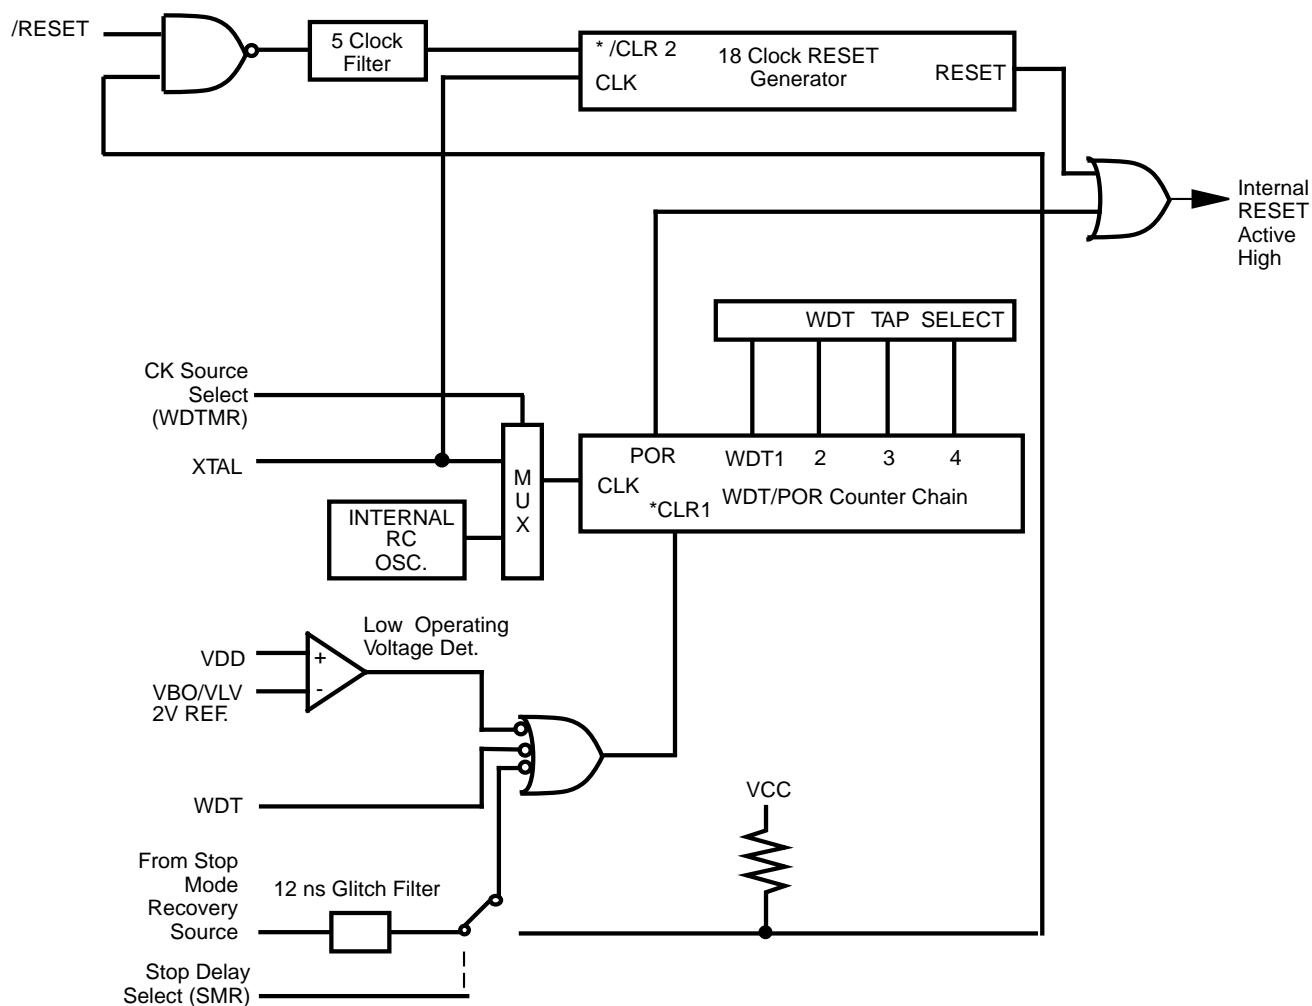 /RESET
5 Clock
Filter
* /CLR 2
CLK
18 Clock RESET
Generator
RESET
Internal
RESET
Active
High
WDT TAP SELECT
CK Source
Select
(WDTMR)
XTAL
MUX
INTERNAL
RC
OSC.
POR
WDT1
2
3
4
CLK
*CLR1
WDT/POR Counter Chain
Low Operating
Voltage Det.
VDD
+
-
VBO/VLV
2V REF.
WDT
VCC
From Stop
Mode
Recovery
Source
12 ns Glitch Filter
Stop Delay
Select (SMR)